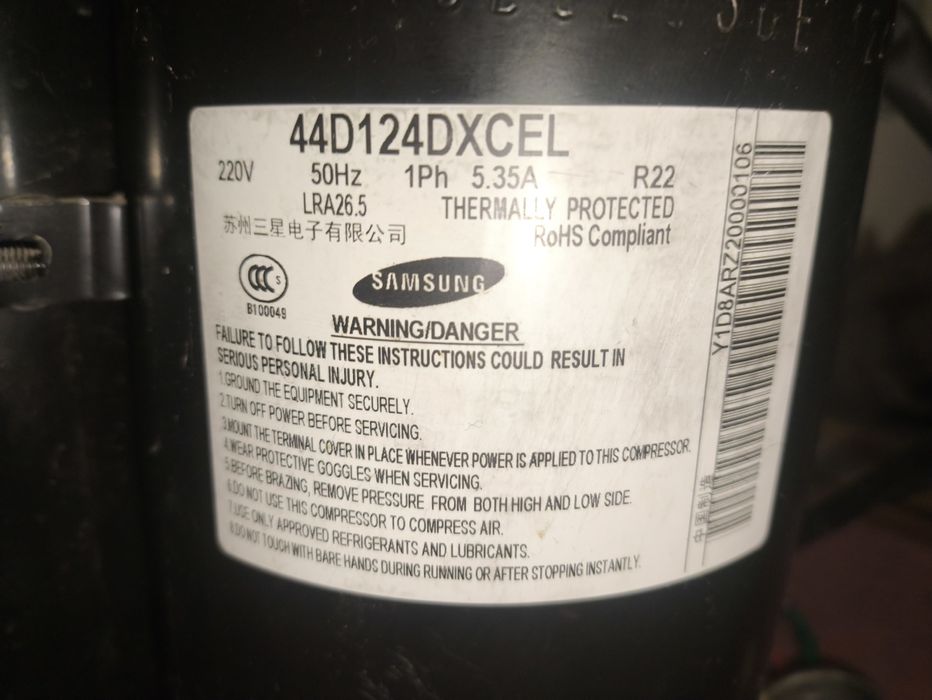 44D124DXCEL
220V 50Hz 1Ph 5.35A R22
LRA26.5 THERMALLY PROTECTED
苏州三星电子有限公司 RoHS Compliant
CCC S
B100049
SAMSUNG
WARNING/DANGER
FAILURE TO FOLLOW THESE INSTRUCTIONS COULD RESULT IN
SERIOUS PERSONAL INJURY.
1.GROUND THE EQUIPMENT SECURELY.
2.TURN OFF POWER BEFORE SERVICING.
3.MOUNT THE TERMINAL COVER IN PLACE WHENEVER POWER IS APPLIED TO THIS COMPRESSOR.
4.WEAR PROTECTIVE GOGGLES WHEN SERVICING.
5.BEFORE BRAZING, REMOVE PRESSURE FROM BOTH HIGH AND LOW SIDE.
6.DO NOT USE THIS COMPRESSOR TO COMPRESS AIR.
7.USE ONLY APPROVED REFRIGERANTS AND LUBRICANTS.
8.DO NOT TOUCH WITH BARE HANDS DURING RUNNING OR AFTER STOPPING INSTANTLY.
Y1D8ARZ20000106
中国制造